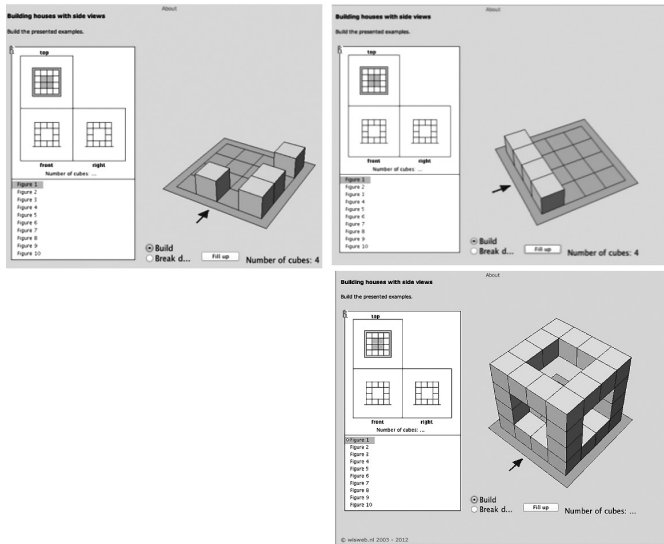 About
Building houses with side views
Build the presented examples.
top
front right
Number of cubes: ...
Figure 1
Figure 2
Figure 3
Figure 4
Figure 5
Figure 6
Figure 7
Figure 8
Figure 9
Figure 10
Build
Break d...
Fill up
Number of cubes: 4
About
Building houses with side views
Build the presented examples.
top
front right
Number of cubes: ...
Figure 1
Figure 2
Figure 3
Figure 4
Figure 5
Figure 6
Figure 7
Figure 8
Figure 9
Figure 10
Build
Break d...
Fill up
Number of cubes: 4
About
Building houses with side views
Build the presented examples.
top
front right
Number of cubes: ...
Figure 1
Figure 2
Figure 3
Figure 4
Figure 5
Figure 6
Figure 7
Figure 8
Figure 9
Figure 10
Build
Break d...
Fill up
Number of cubes: ...
© wisweb.nl 2003 - 2012